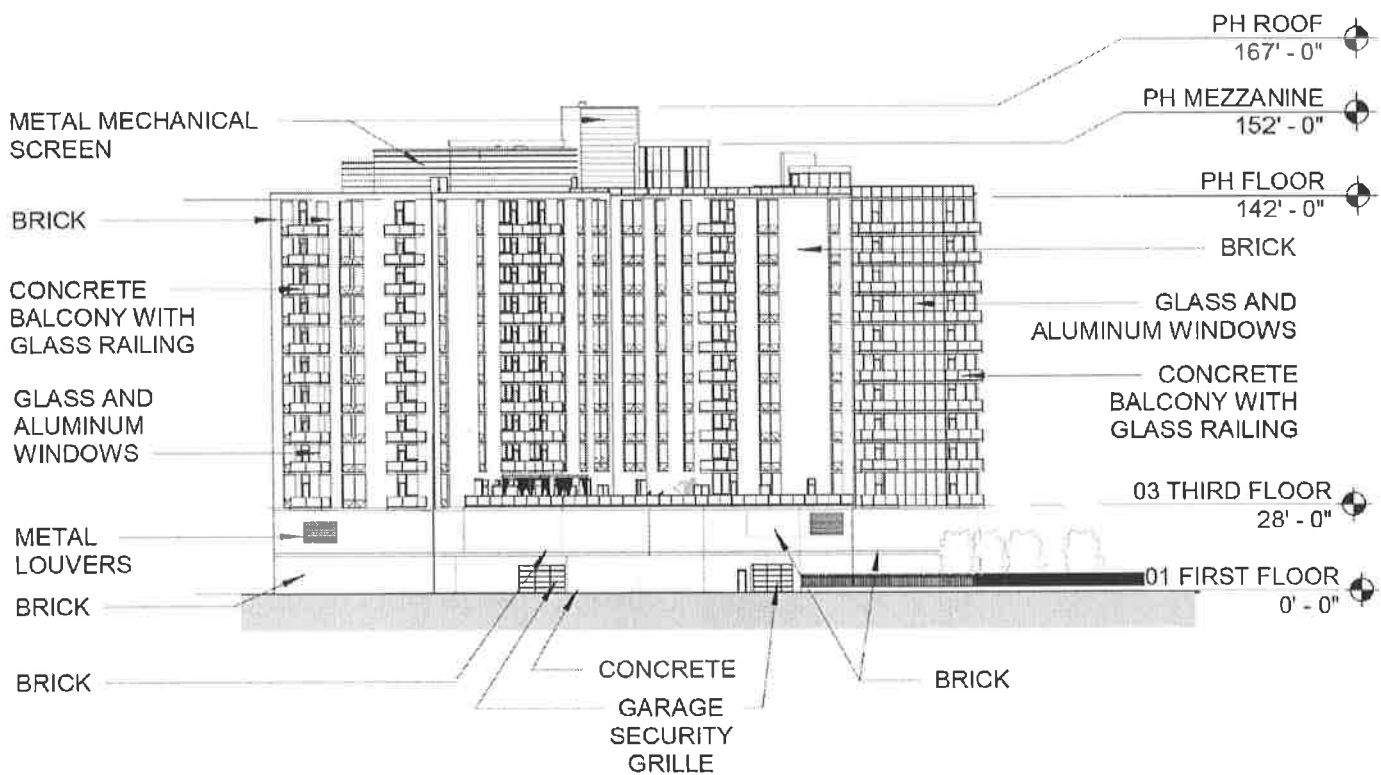 PH ROOF
167' - 0"
PH MEZZANINE
152' - 0"
PH FLOOR
142' - 0"
BRICK
GLASS AND
ALUMINUM WINDOWS
CONCRETE
BALCONY WITH
GLASS RAILING
03 THIRD FLOOR
28' - 0"
01 FIRST FLOOR
0' - 0"
METAL MECHANICAL
SCREEN
BRICK
CONCRETE
BALCONY WITH
GLASS RAILING
GLASS AND
ALUMINUM
WINDOWS
METAL
LOUVERS
BRICK
BRICK
CONCRETE
GARAGE
SECURITY
GRILLE
BRICK